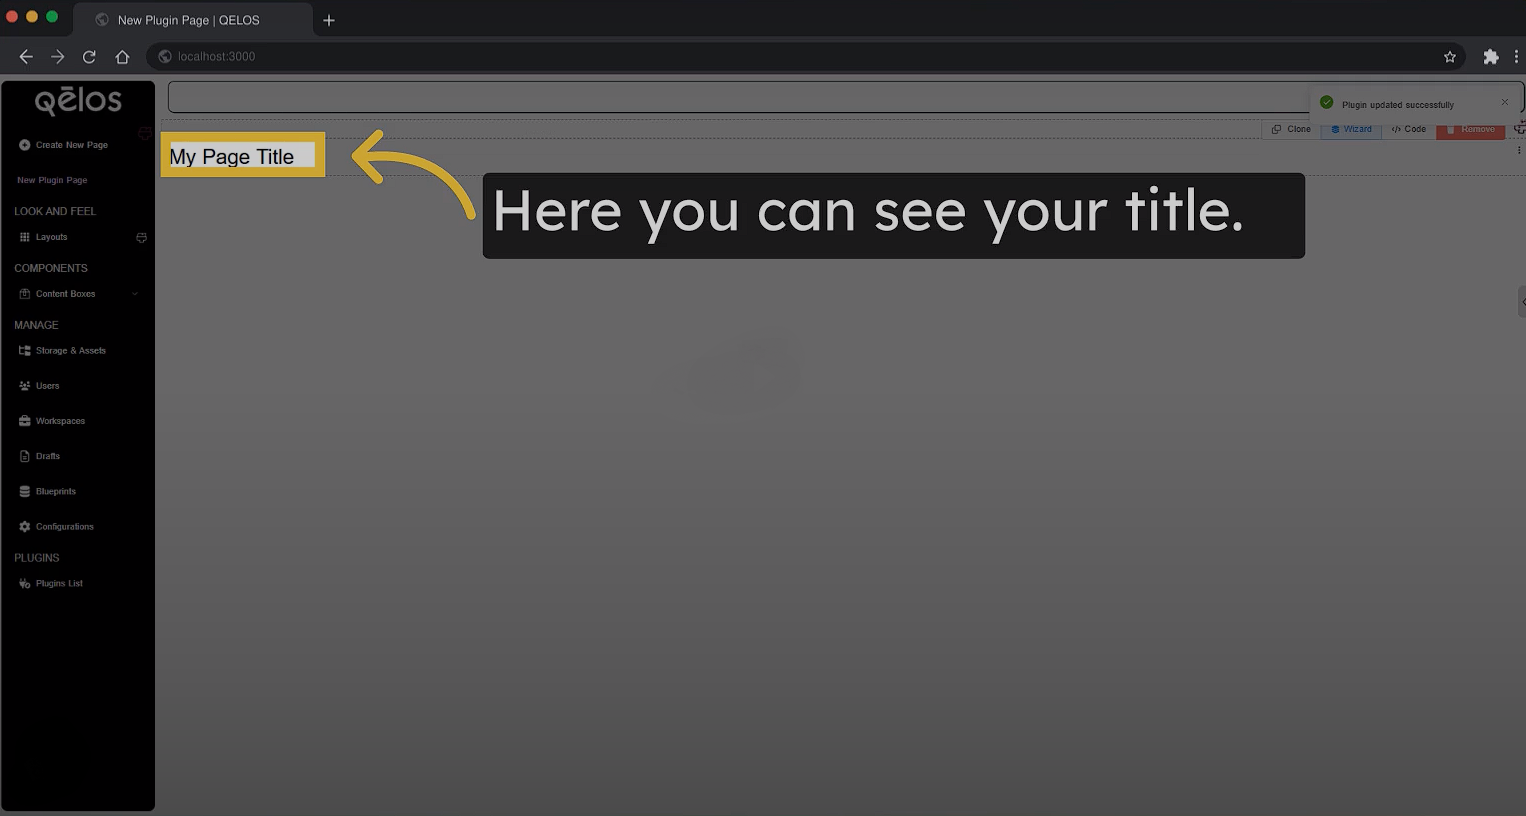 New Plugin Page | QELOS
localhost:3000
qēlos
Plugin updated successfully
Clone
Wizard
</> Code
Remove
Create New Page
My Page Title
New Plugin Page
Here you can see your title.
LOOK AND FEEL
Layouts
COMPONENTS
Content Boxes
MANAGE
Storage & Assets
Users
Workspaces
Drafts
Blueprints
Configurations
PLUGINS
Plugins List